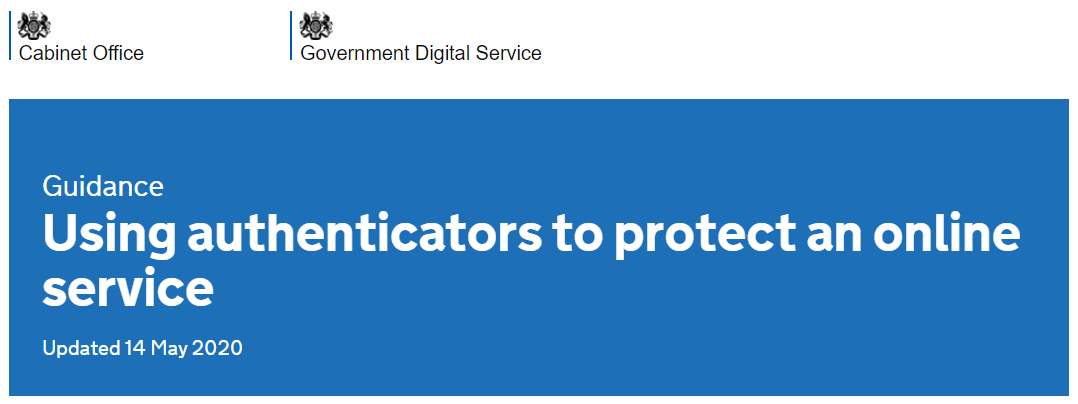 Cabinet Office
Government Digital Service
Guidance
Using authenticators to protect an online
service
Updated 14 May 2020